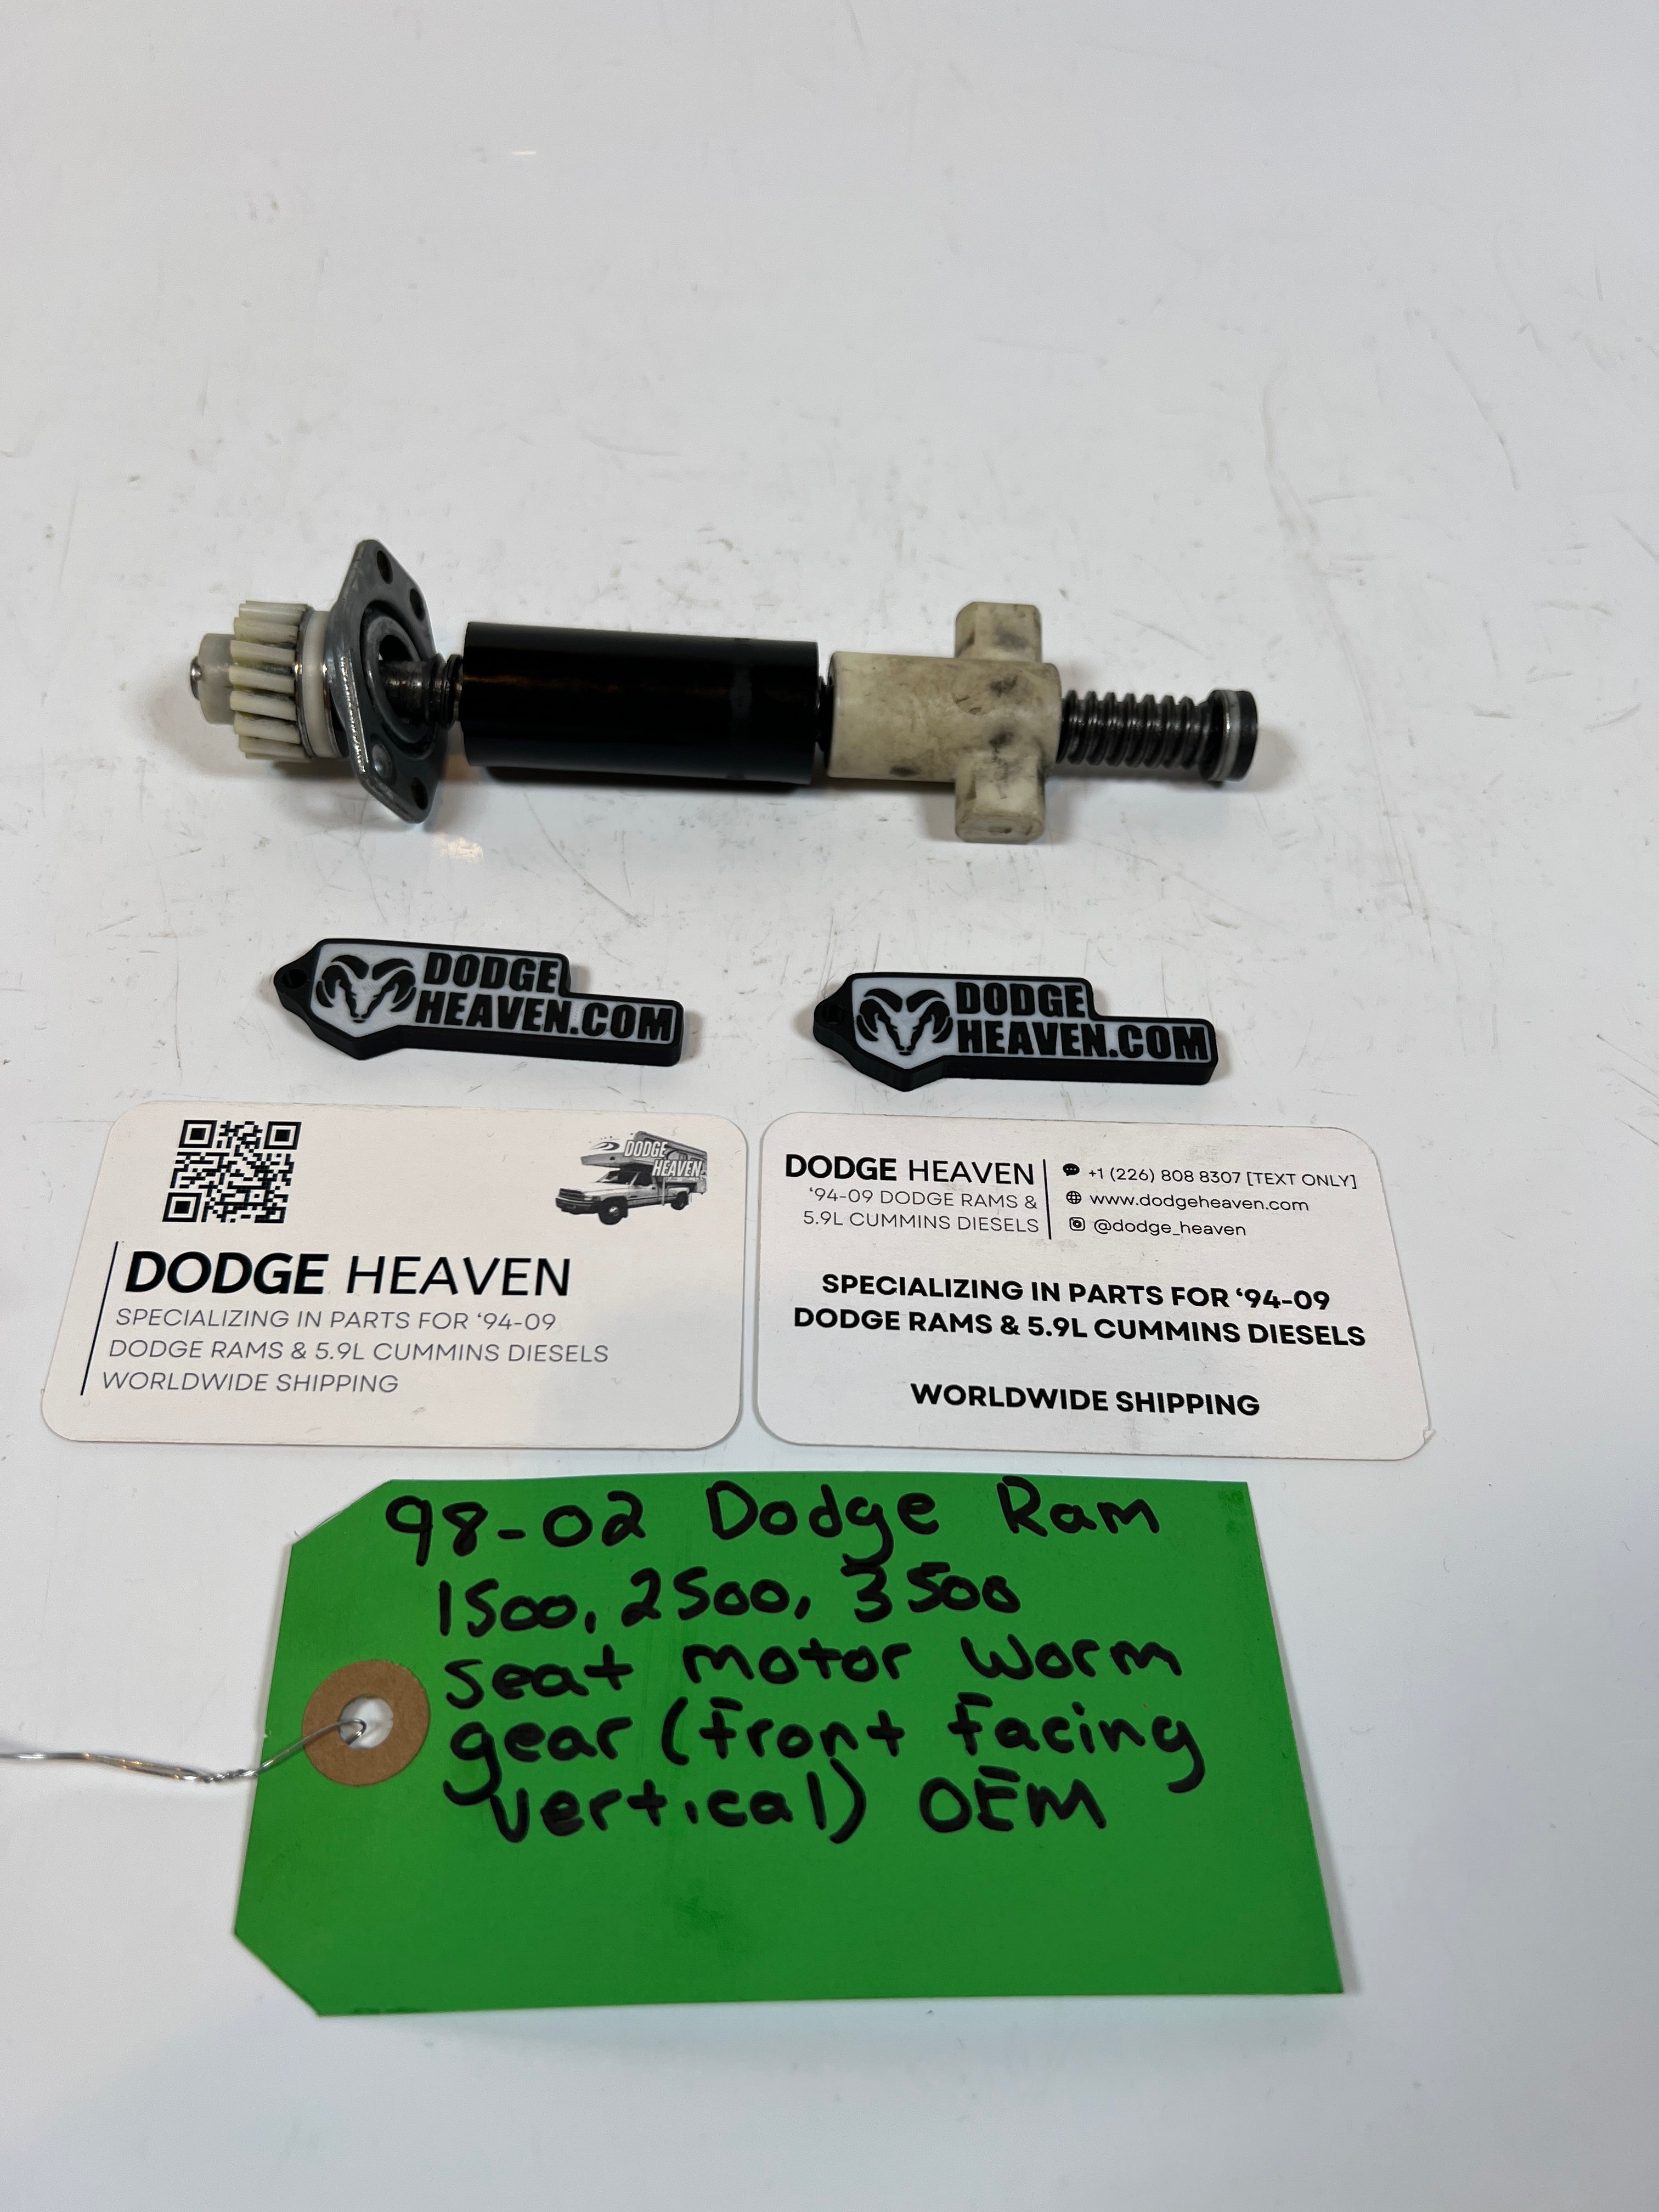 DODGE
HEAVEN.COM
DODGE
HEAVEN.COM
DODGE
HEAVEN
DODGE HEAVEN
SPECIALIZING IN PARTS FOR ‘94-09
DODGE RAMS & 5.9L CUMMINS DIESELS
WORLDWIDE SHIPPING
DODGE HEAVEN
‘94-09 DODGE RAMS &
5.9L CUMMINS DIESELS
+1 (226) 808 8307 [TEXT ONLY]
www.dodgeheaven.com
@dodge_heaven
SPECIALIZING IN PARTS FOR ‘94-09
DODGE RAMS & 5.9L CUMMINS DIESELS
WORLDWIDE SHIPPING
98-02 Dodge Ram
1500, 2500, 3500
seat motor worm
gear (front facing
vertical) OEM